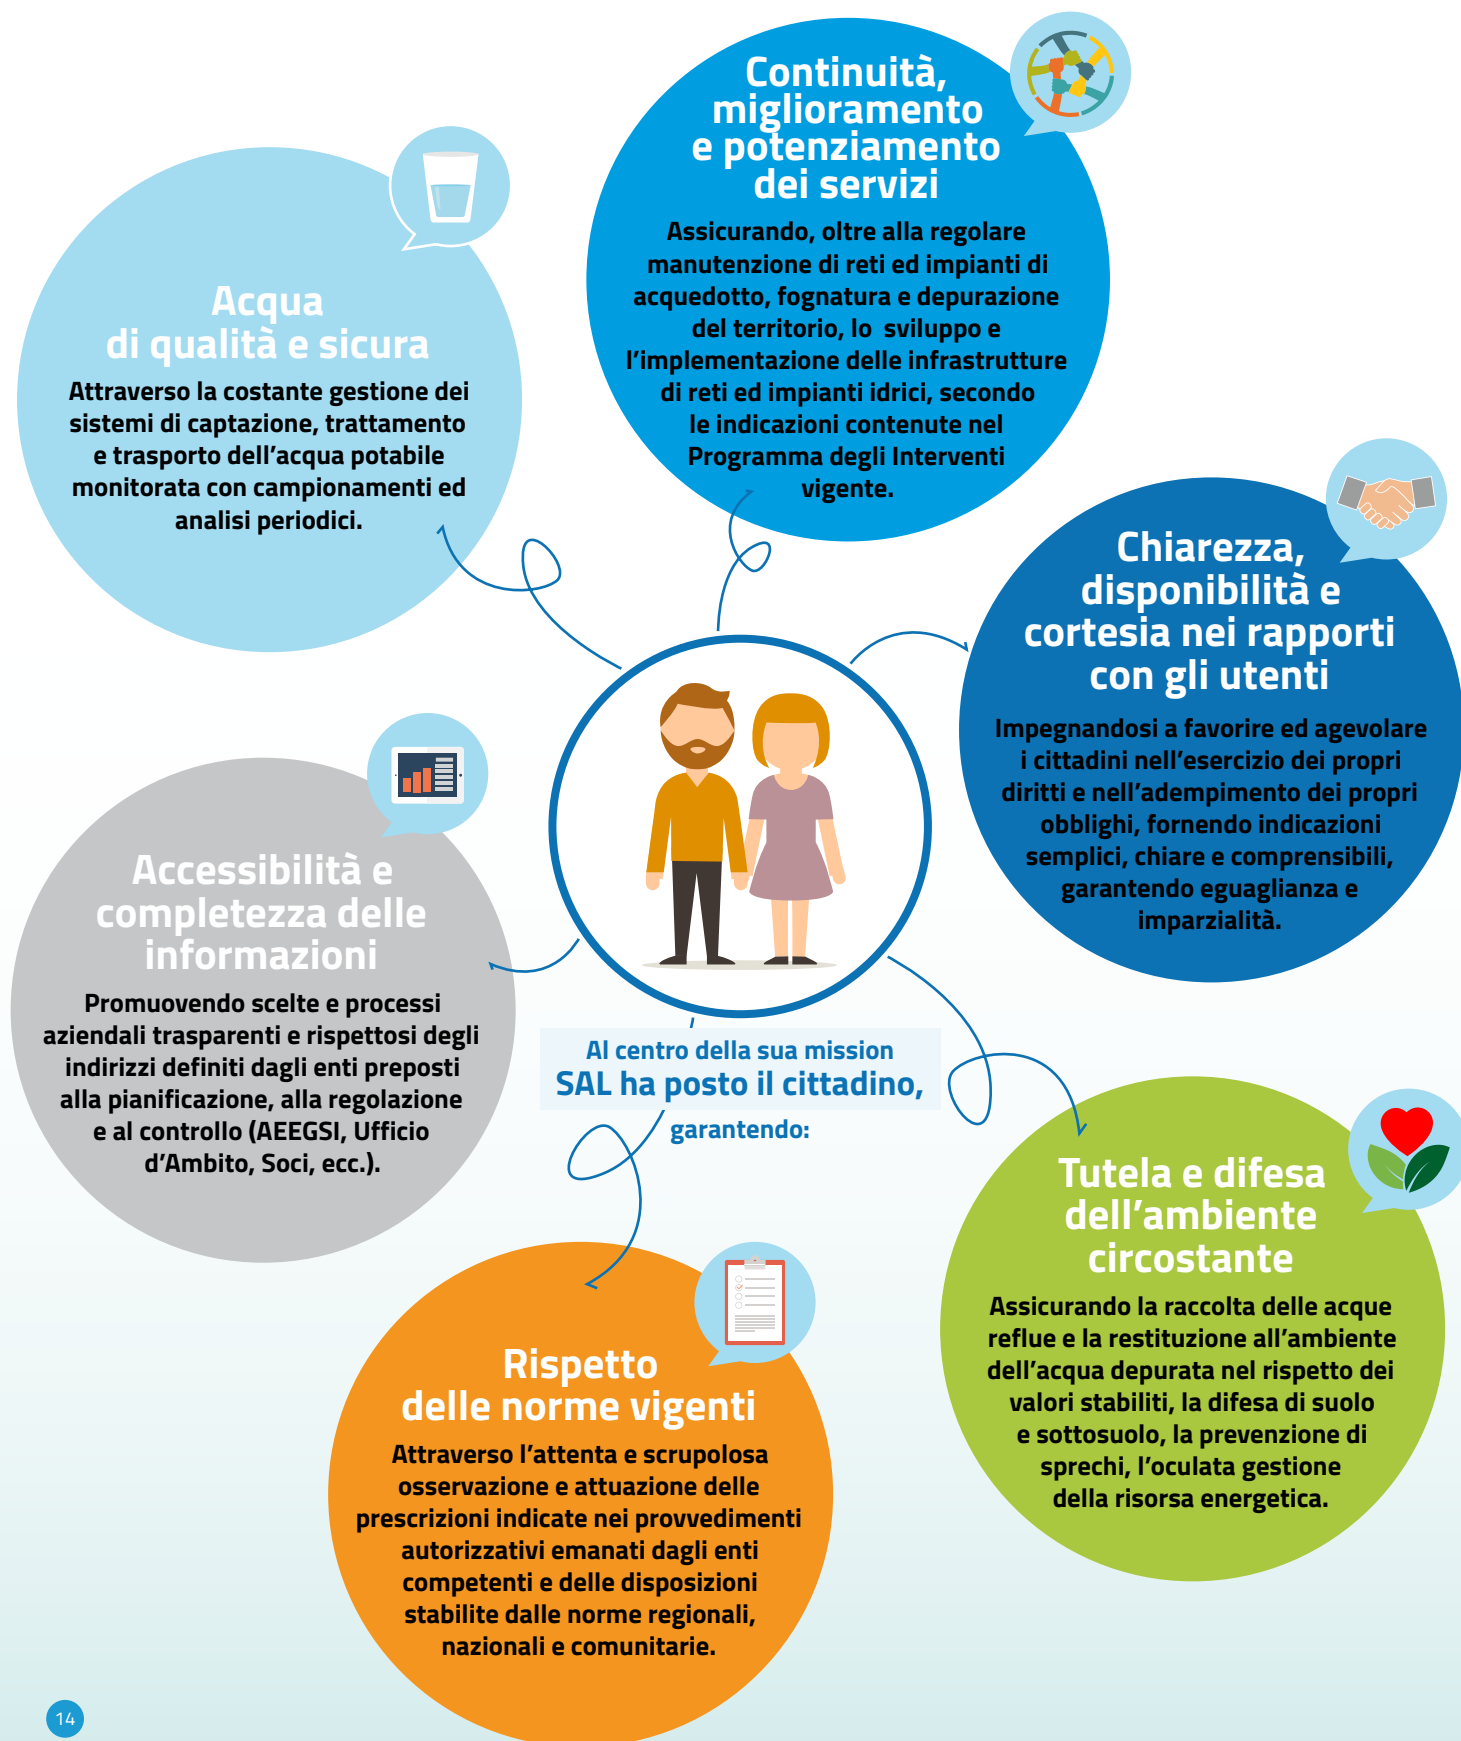 Continuità,
miglioramento
e potenziamento
dei servizi
Assicurando, oltre alla regolare
manutenzione di reti ed impianti di
acquedotto, fognatura e depurazione
del territorio, lo sviluppo e
l'implementazione delle infrastrutture
di reti ed impianti idrici, secondo
le indicazioni contenute nel
Programma degli Interventi
vigente.
Acqua
di qualità e sicura
Attraverso la costante gestione dei
sistemi di captazione, trattamento
e trasporto dell'acqua potabile
monitorata con campionamenti ed
analisi periodici.
Chiarezza,
disponibilità e
cortesia nei rapporti
con gli utenti
Impegnandosi a favorire ed agevolare
i cittadini nell'esercizio dei propri
diritti e nell'adempimento dei propri
obblighi, fornendo indicazioni
semplici, chiare e comprensibili,
garantendo eguaglianza e
imparzialità.
Accessibilità e
completezza delle
informazioni
Promuovendo scelte e processi
aziendali trasparenti e rispettosi degli
indirizzi definiti dagli enti preposti
alla pianificazione, alla regolazione
e al controllo (AEEGSI, Ufficio
d'Ambito, Soci, ecc.).
Al centro della sua mission
SAL ha posto il cittadino,
garantendo:
Tutela e difesa
dell'ambiente
circostante
Assicurando la raccolta delle acque
reflue e la restituzione all'ambiente
dell'acqua depurata nel rispetto dei
valori stabiliti, la difesa di suolo
e sottosuolo, la prevenzione di
sprechi, l'oculata gestione
della risorsa energetica.
Rispetto
delle norme vigenti
Attraverso l'attenta e scrupolosa
osservazione e attuazione delle
prescrizioni indicate nei provvedimenti
autorizzativi emanati dagli enti
competenti e delle disposizioni
stabilite dalle norme regionali,
nazionali e comunitarie.
14